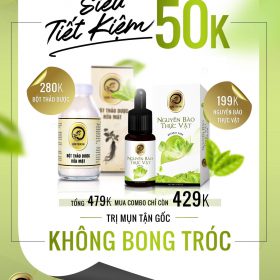 Siêu
Tiết Kiệm 50K
280K
BỘT THẢO DƯỢC
199K
NGUYÊN BÀO
THỰC VẬT
BỘT THẢO DƯỢC
RỬA MẶT
NGUYÊN BÀO
THỰC VẬT
TỔNG 479K MUA COMBO CHỈ CÒN 429K
TRỊ MỤN TẬN GỐC
KHÔNG BONG TRÓC